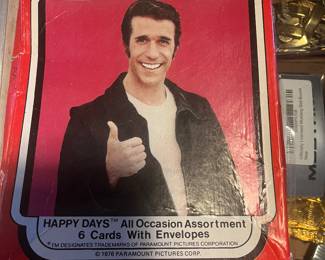 HAPPY DAYS™ All Occasion Assortment
6 Cards With Envelopes
*TM DESIGNATES TRADEMARKS OF PARAMOUNT PICTURES CORPORATION
© 1976 PARAMOUNT PICTURES CORP.